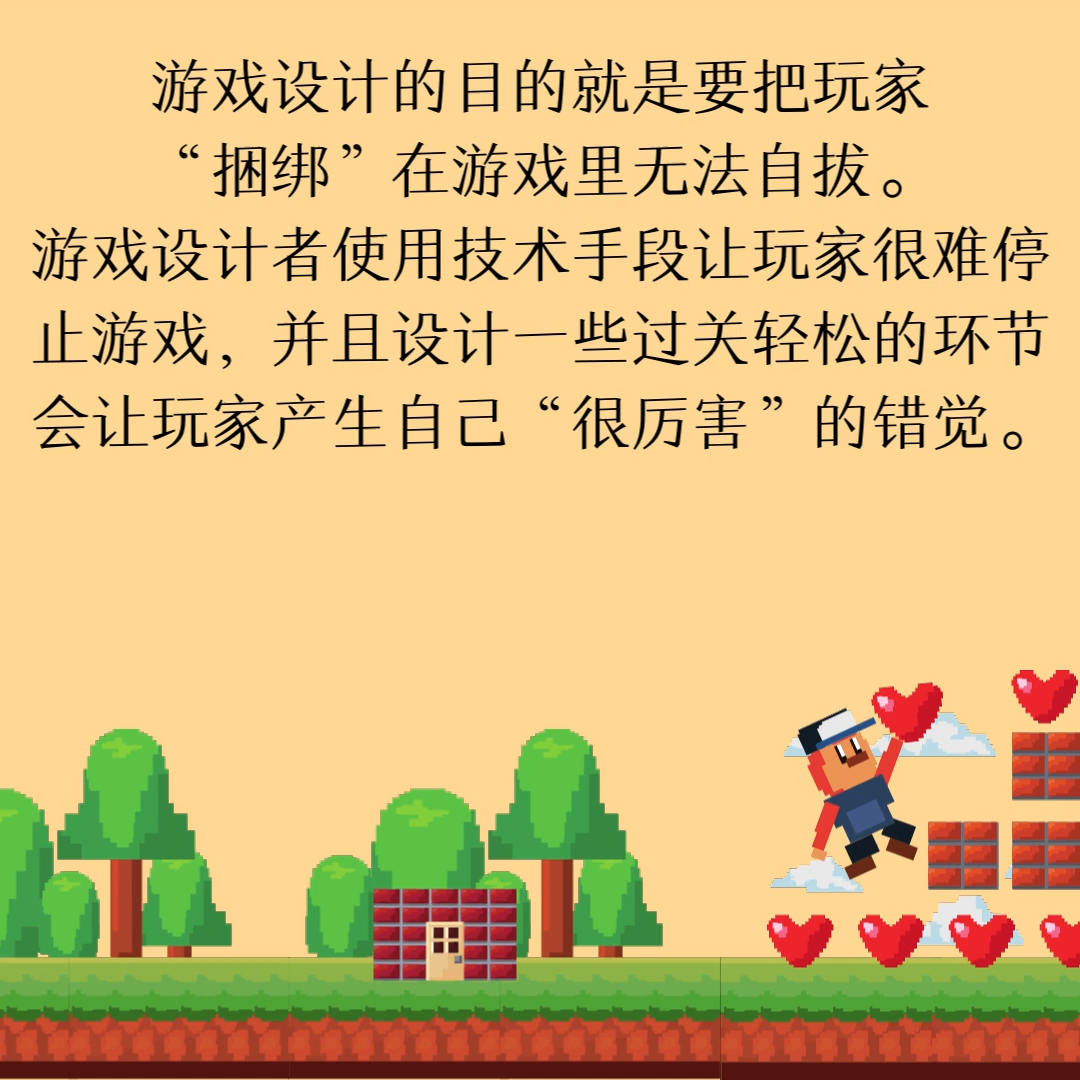 游戏设计的目的就是要把玩家
“捆绑”在游戏里无法自拔。
游戏设计者使用技术手段让玩家很难停
止游戏，并且设计一些过关轻松的环节
会让玩家产生自己“很厉害”的错觉。